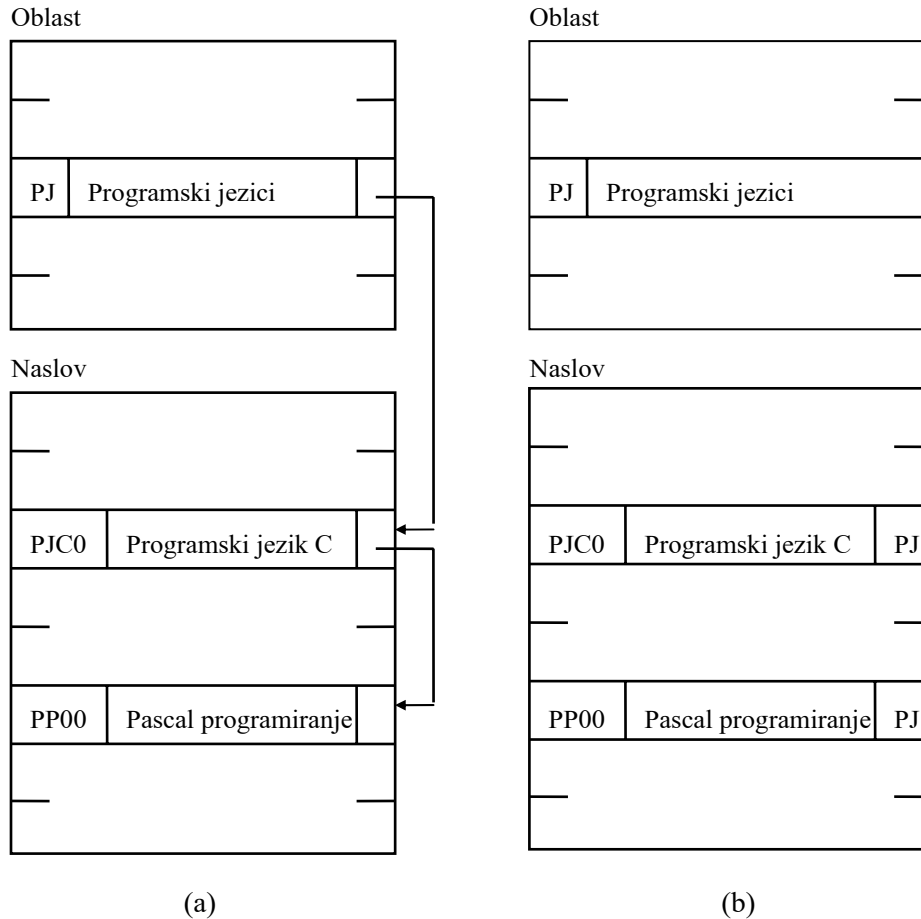 Oblast
PJ Programski jezici
Naslov
PJC0 Programski jezik C
PP00 Pascal programiranje
(a)
Oblast
PJ Programski jezici
Naslov
PJC0 Programski jezik C PJ
PP00 Pascal programiranje PJ
(b)